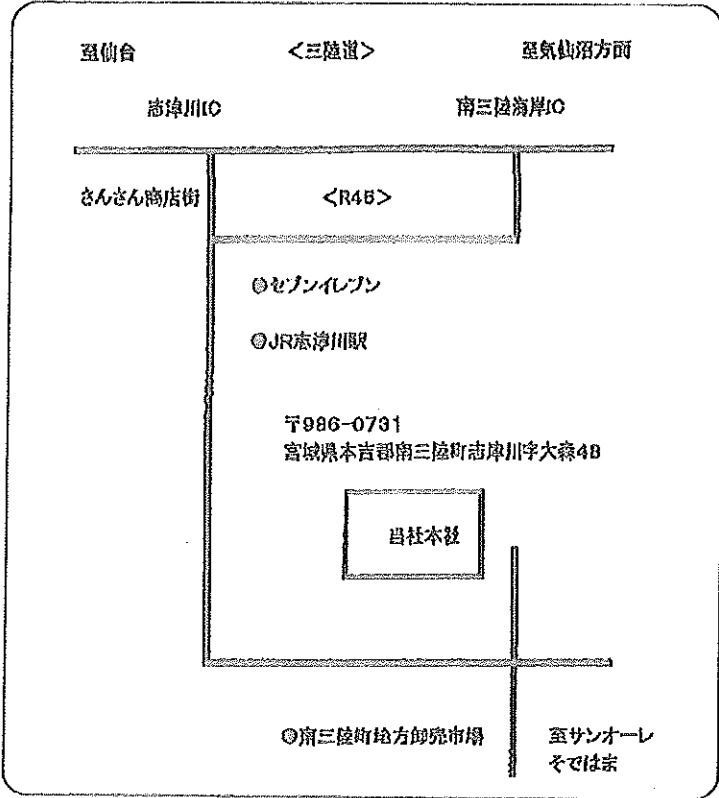 至仙台 <三陸道> 至気仙沼方面
志津川IC 南三陸海岸IC
さんさん商店街 <R45>
◎セブンイレブン
◎JR志津川駅
〒986-0731
宮城県本吉郡南三陸町志津川字大森48
当社本社
◎南三陸町地方卸売市場 至サンオーレ
そではま